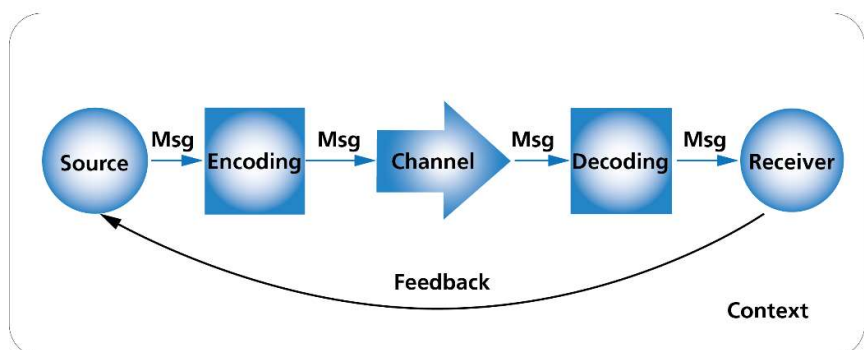 Msg
Msg
Msg
Msg
Source
Encoding
Channel
Decoding
Receiver
Feedback
Context